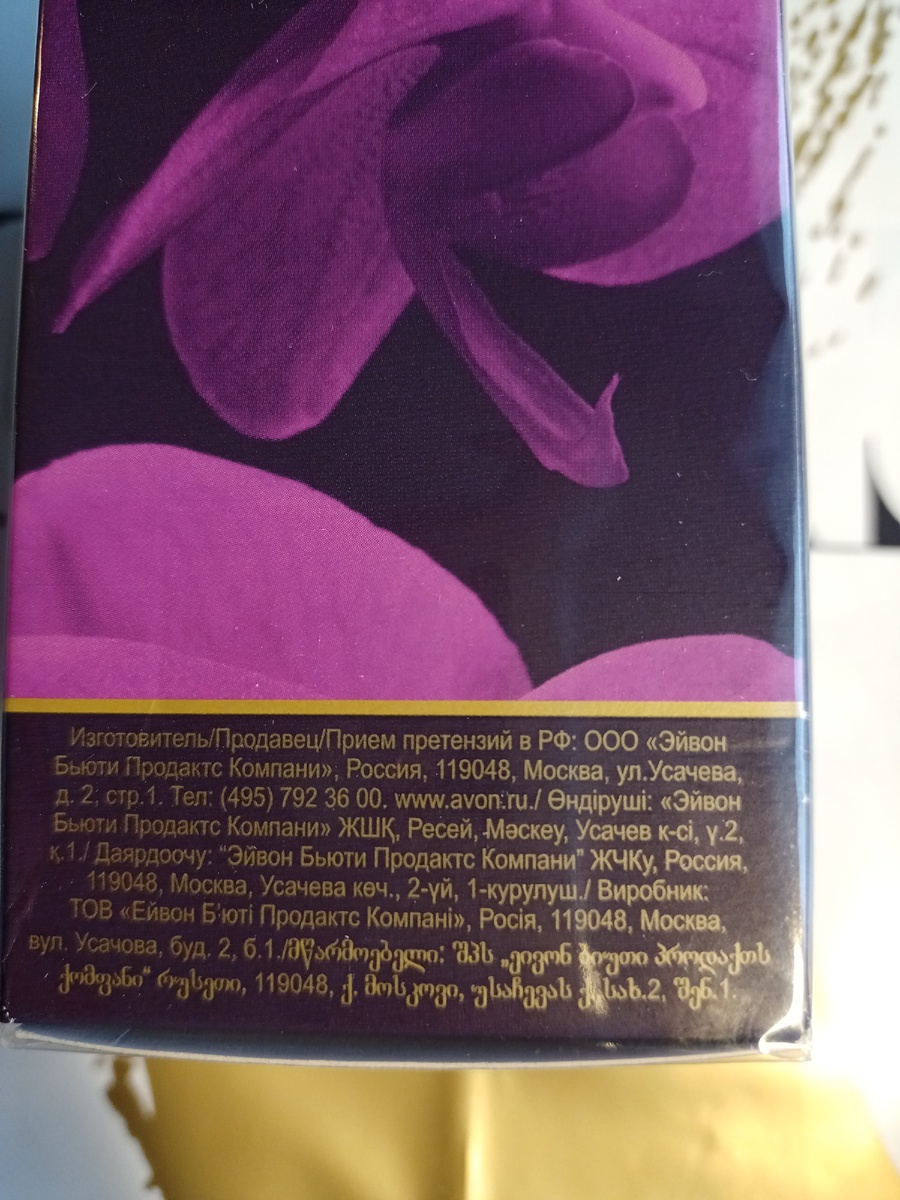 Изготовитель/Продавец/Прием претензий в РФ: ООО «Эйвон
Бьюти Продактс Компани», Россия, 119048, Москва, ул.Усачева,
д. 2, стр.1. Тел: (495) 792 36 00. www.avon.ru./ Өндіруші: «Эйвон
Бьюти Продактс Компани» ЖШҚ, Ресей, Мәскеу, Усачев к-сі, ү.2,
қ.1./ Даярдоочу: “Эйвон Бьюти Продактс Компани” ЖЧКу, Россия,
119048, Москва, Усачева көч., 2-үй, 1-курулуш./ Виробник:
ТОВ «Ейвон Б'юті Продактс Компані», Росія, 119048, Москва,
вул. Усачова, буд. 2, б.1./მწარმოებელი: შპს „ეივონ ბიუთი პროდაქთს
ქომფანი“ რუსეთი, 119048, ქ. მოსკოვი, უსაჩევას ქ. სახ.2, შენ.1.